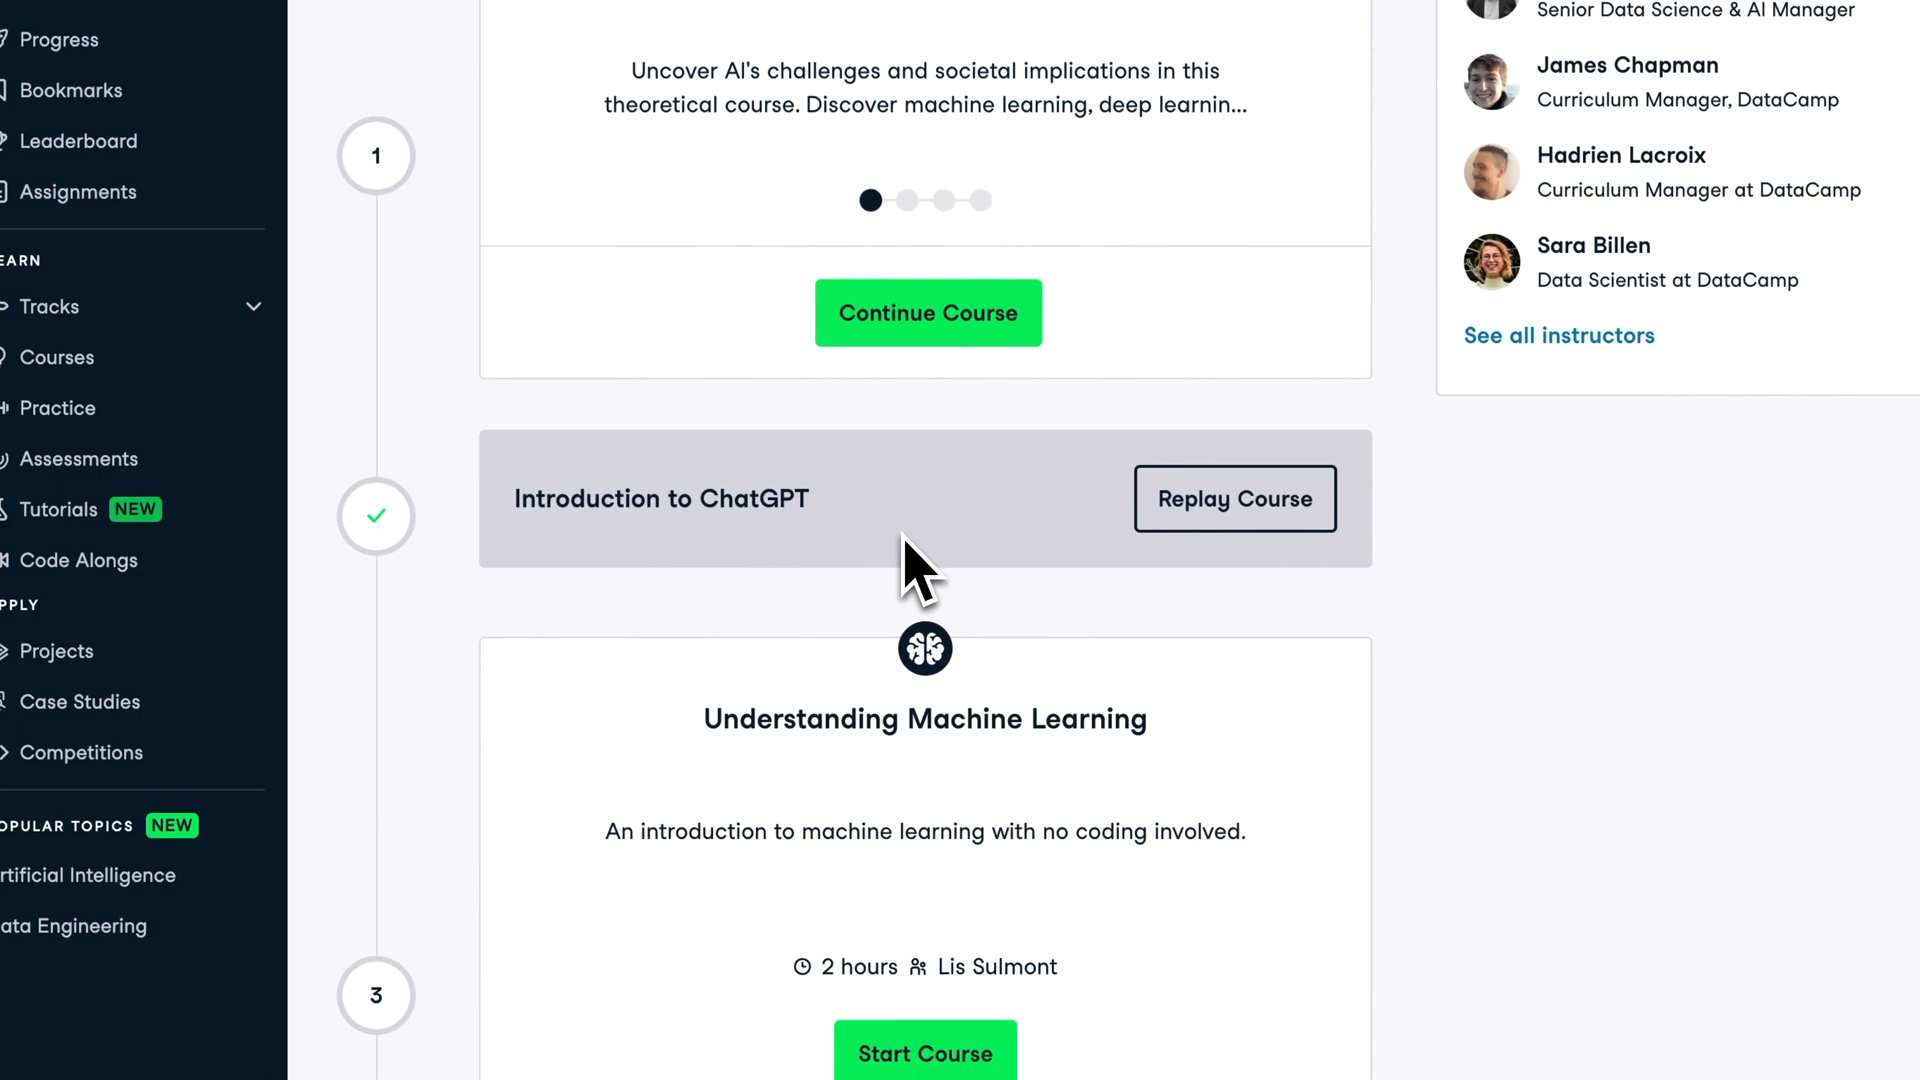 Progress
Bookmarks
Leaderboard
Assignments
EARN
Tracks
Courses
Practice
Assessments
Tutorials NEW
Code Alongs
PPLY
Projects
Case Studies
Competitions
OPULAR TOPICS NEW
rtificial Intelligence
ata Engineering
1
Uncover AI's challenges and societal implications in this
theoretical course. Discover machine learning, deep learnin...
Continue Course
Introduction to ChatGPT
Replay Course
Understanding Machine Learning
An introduction to machine learning with no coding involved.
2 hours Lis Sulmont
3
Start Course
Senior Data Science & AI Manager
James Chapman
Curriculum Manager, DataCamp
Hadrien Lacroix
Curriculum Manager at DataCamp
Sara Billen
Data Scientist at DataCamp
See all instructors